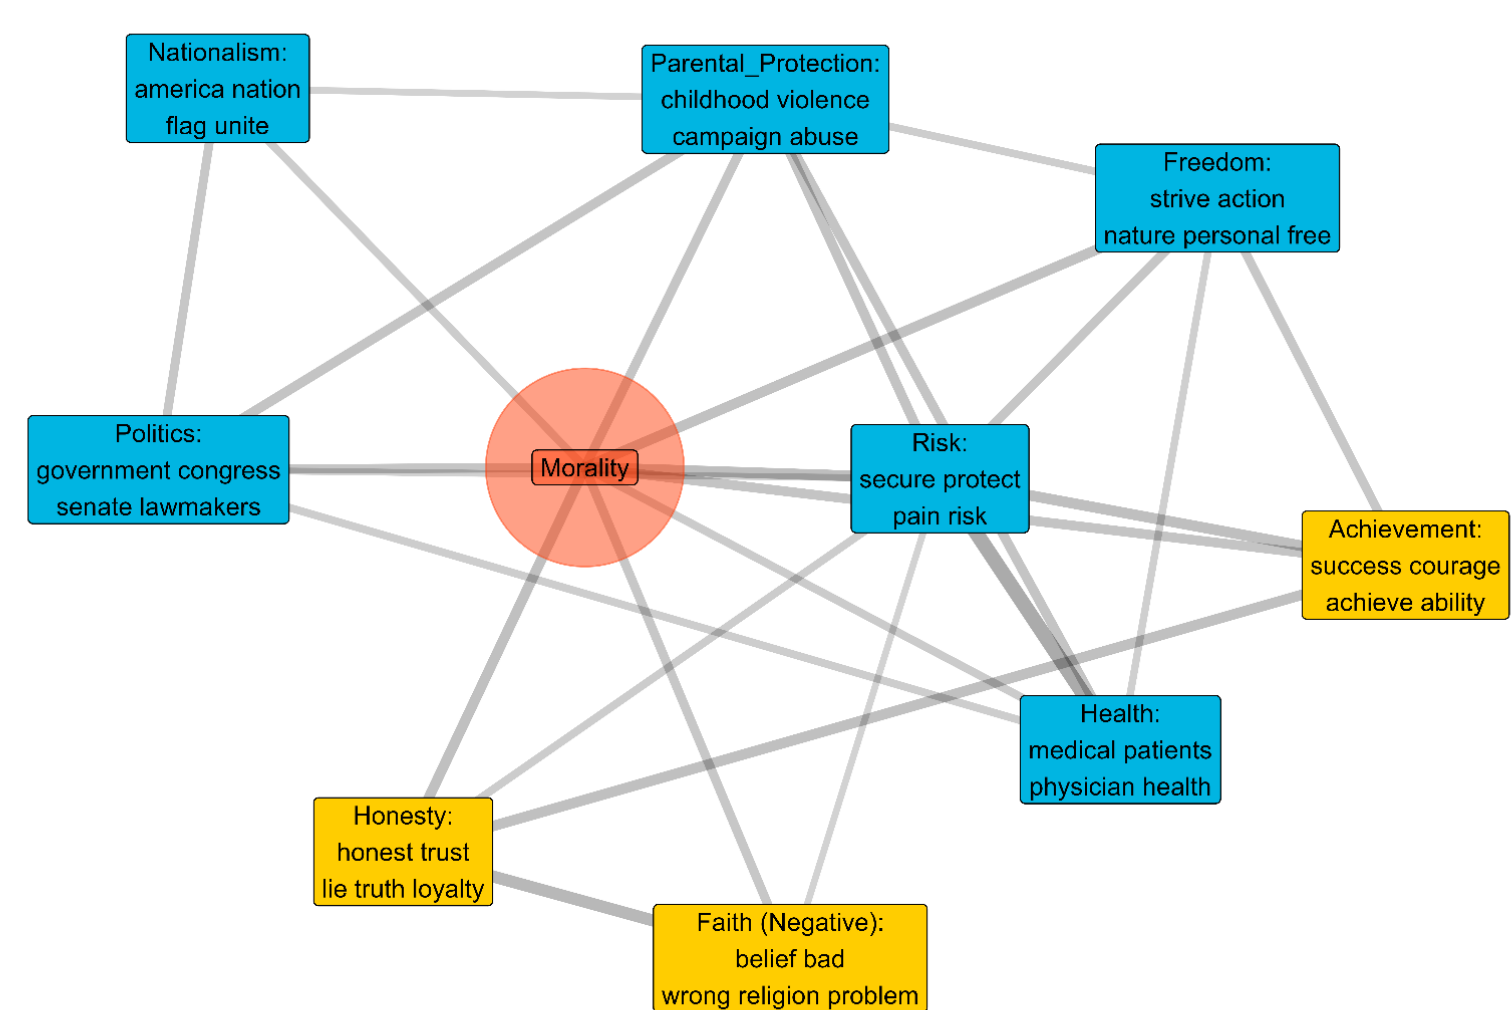 Nationalism:
america nation
flag unite
Parental_Protection:
childhood violence
campaign abuse
Freedom:
strive action
nature personal free
Politics:
government congress
senate lawmakers
Morality
Risk:
secure protect
pain risk
Achievement:
success courage
achieve ability
Health:
medical patients
physician health
Honesty:
honest trust
lie truth loyalty
Faith (Negative):
belief bad
wrong religion problem